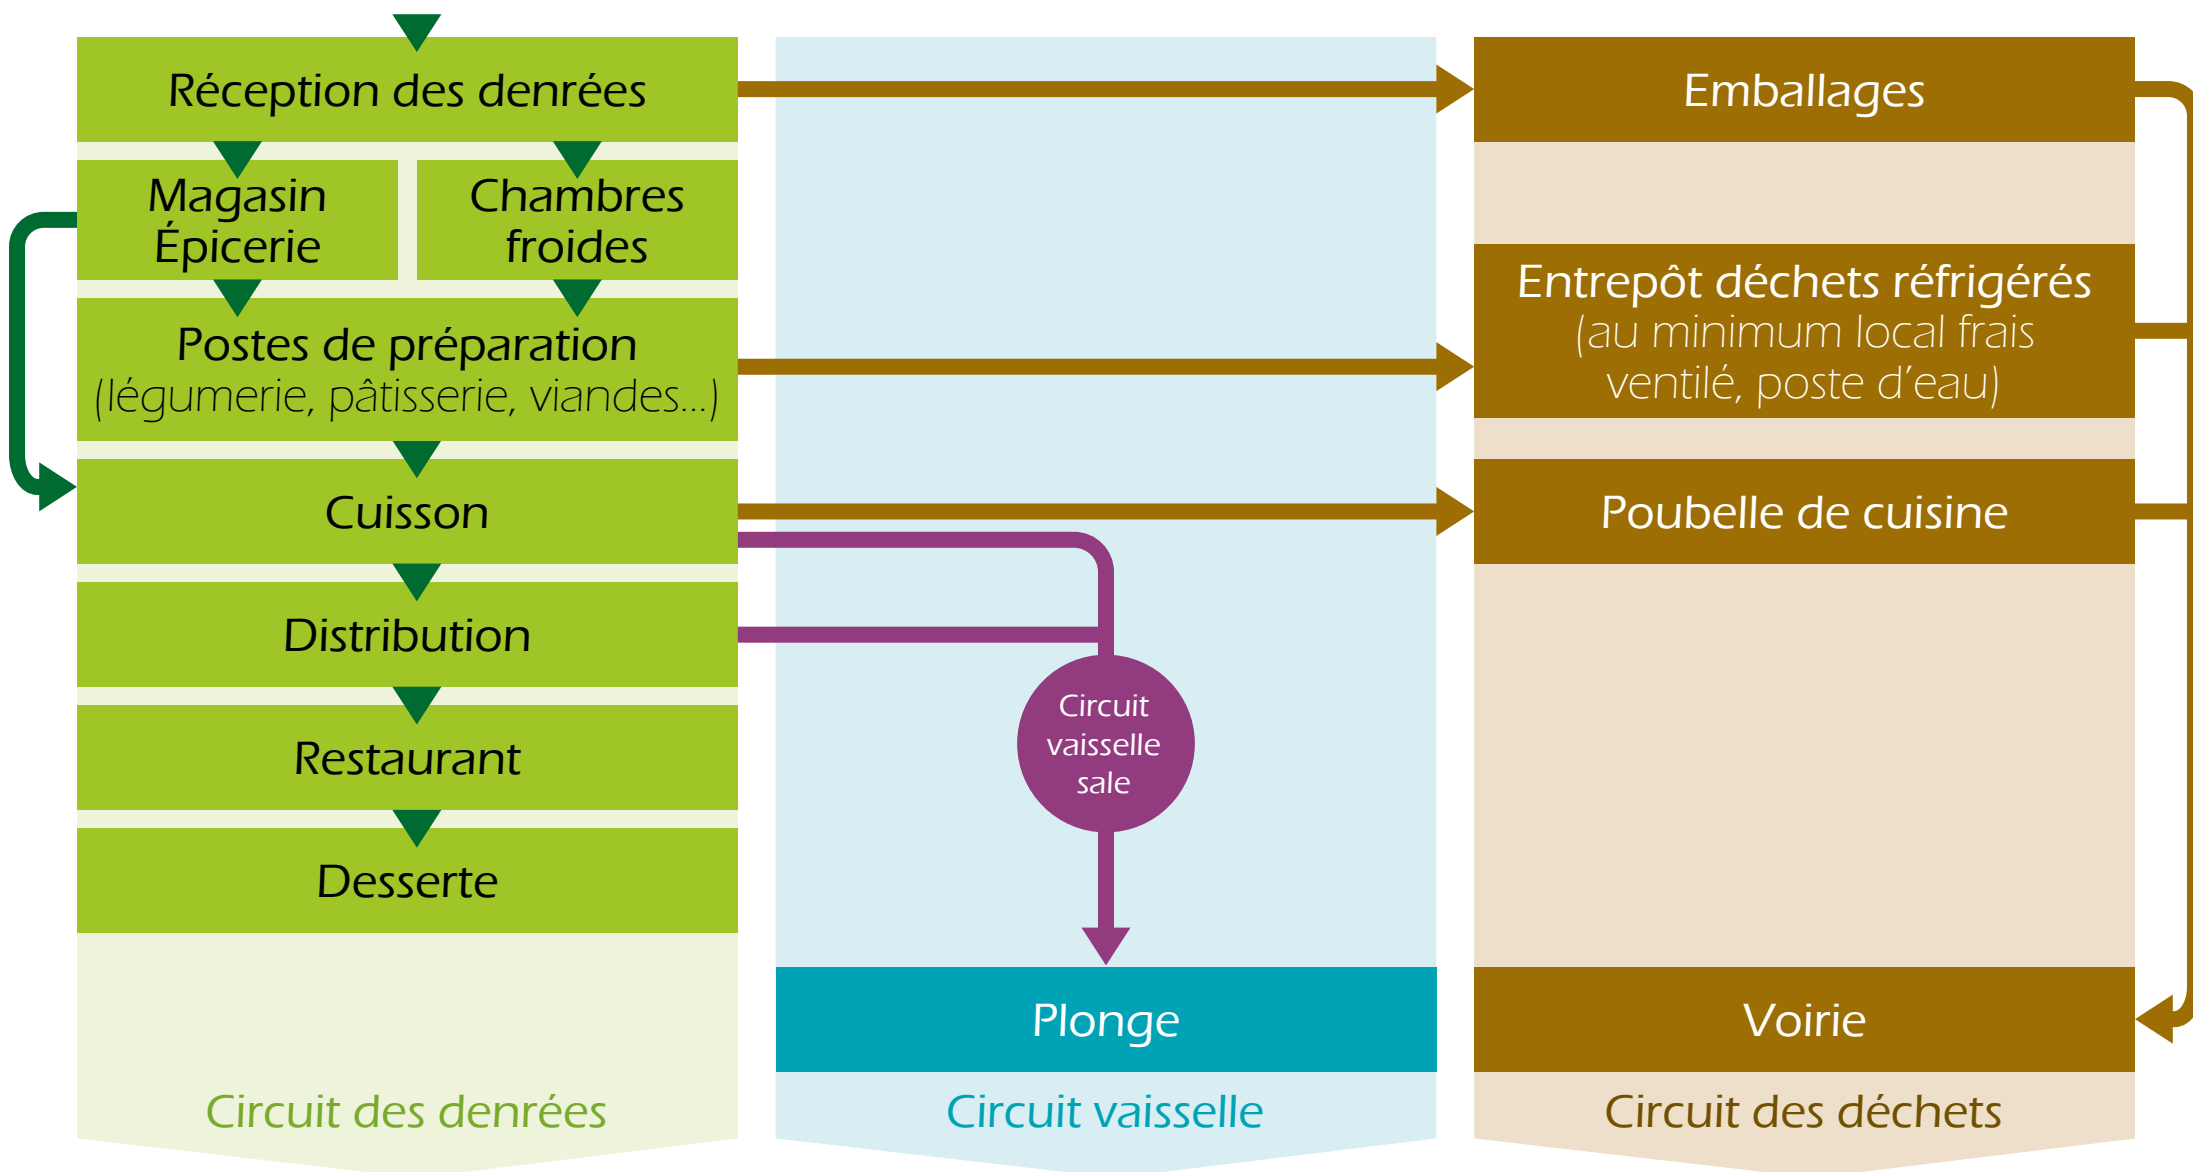 Réception des denrées
Emballages
Magasin
Épicerie
Chambres
froides
Postes de préparation
(légumerie, pâtisserie, viandes...)
Entrepôt déchets réfrigérés
(au minimum local frais
ventilé, poste d'eau)
Cuisson
Poubelle de cuisine
Distribution
Circuit
vaisselle
sale
Restaurant
Desserte
Plonge
Voirie
Circuit des denrées
Circuit vaisselle
Circuit des déchets